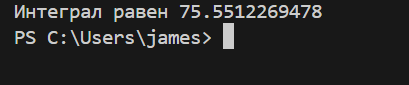 Интеграл равен 75.5512269478
PS C:\Users\james>